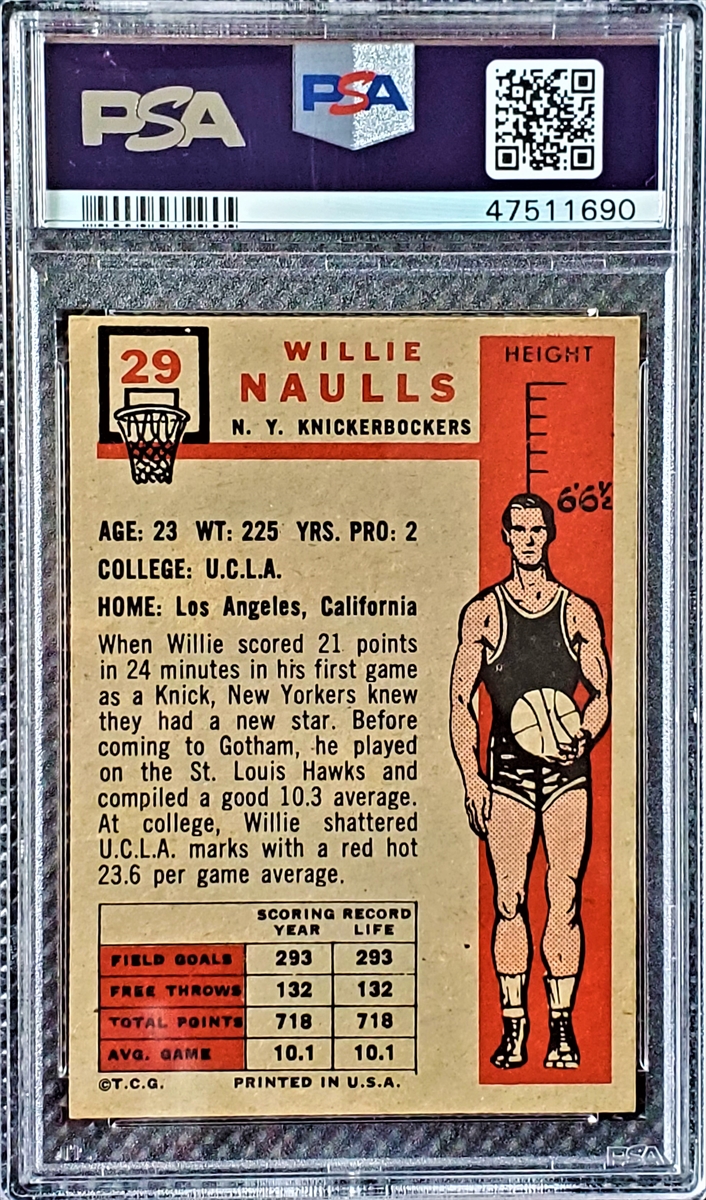 PSA
PSA
47511690
29
WILLIE
NAULLS
N. Y. KNICKERBOCKERS
HEIGHT
6'6½
AGE: 23 WT: 225 YRS. PRO: 2
COLLEGE: U.C.L.A.
HOME: Los Angeles, California
When Willie scored 21 points
in 24 minutes in his first game
as a Knick, New Yorkers knew
they had a new star. Before
coming to Gotham, he played
on the St. Louis Hawks and
compiled a good 10.3 average.
At college, Willie shattered
U.C.L.A. marks with a red hot
23.6 per game average.
SCORING RECORD
YEAR LIFE
FIELD GOALS 293 293
FREE THROWS 132 132
TOTAL POINTS 718 718
AVG. GAME 10.1 10.1
©T.C.G. PRINTED IN U.S.A.
PSA